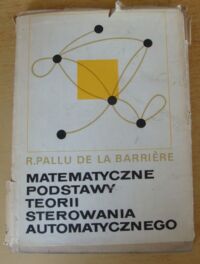 R. PALLU DE LA BARRIÈRE
MATEMATYCZNE
PODSTAWY
TEORII
STEROWANIA
AUTOMATYCZNEGO